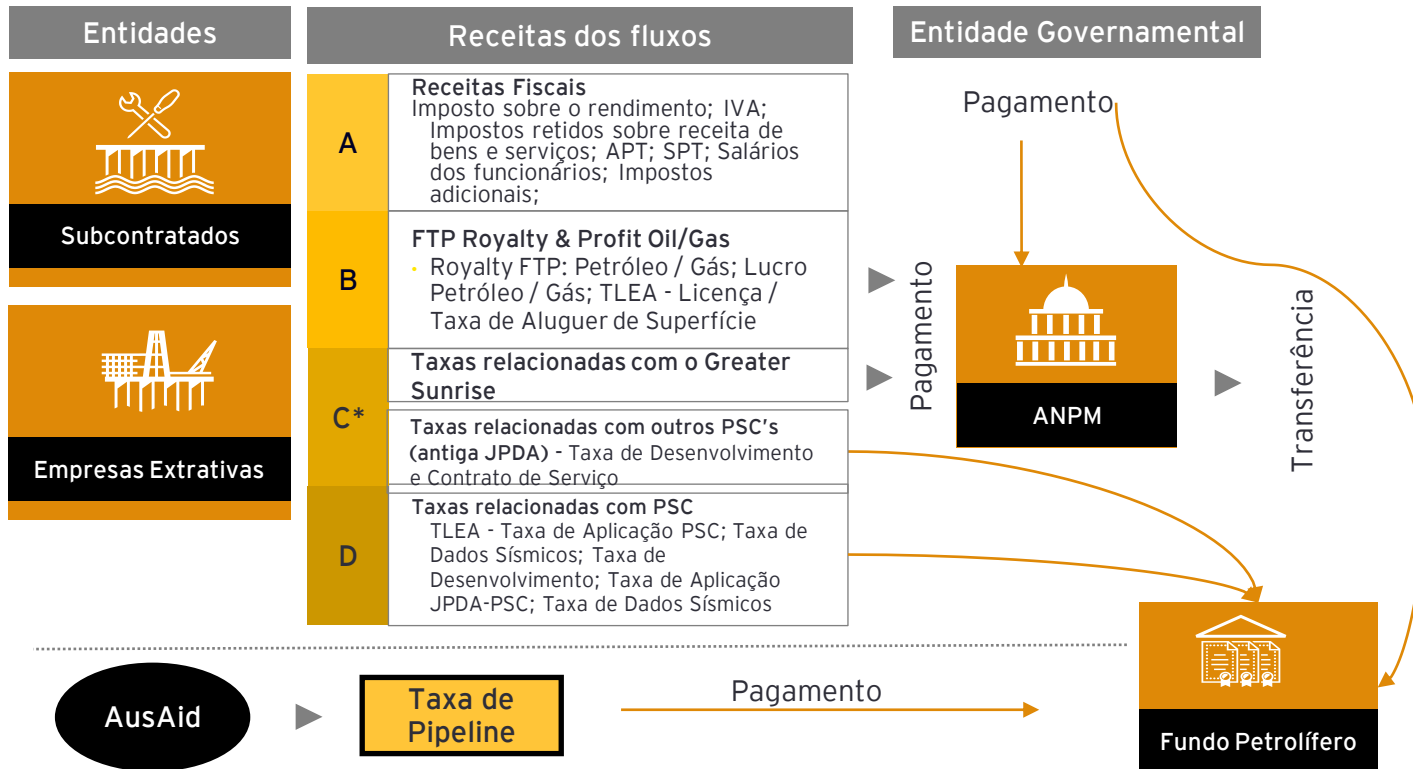 Entidades
Receitas dos fluxos
Entidade Governamental
Subcontratados
Empresas Extrativas
A
Receitas Fiscais
Imposto sobre o rendimento; IVA;
Impostos retidos sobre receita de
bens e serviços; APT; SPT; Salários
dos funcionários; Impostos
adicionais;
B
FTP Royalty & Profit Oil/Gas
• Royalty FTP: Petróleo / Gás; Lucro
Petróleo / Gás; TLEA - Licença /
Taxa de Aluguer de Superfície
C*
Taxas relacionadas com o Greater
Sunrise
Taxas relacionadas com outros PSC's
(antiga JPDA) - Taxa de Desenvolvimento
e Contrato de Serviço
D
Taxas relacionadas com PSC
TLEA - Taxa de Aplicação PSC; Taxa de
Dados Sísmicos; Taxa de
Desenvolvimento; Taxa de Aplicação
JPDA-PSC; Taxa de Dados Sísmicos
Pagamento
Pagamento
ANPM
Transferência
AusAid
Taxa de
Pipeline
Pagamento
Fundo Petrolífero